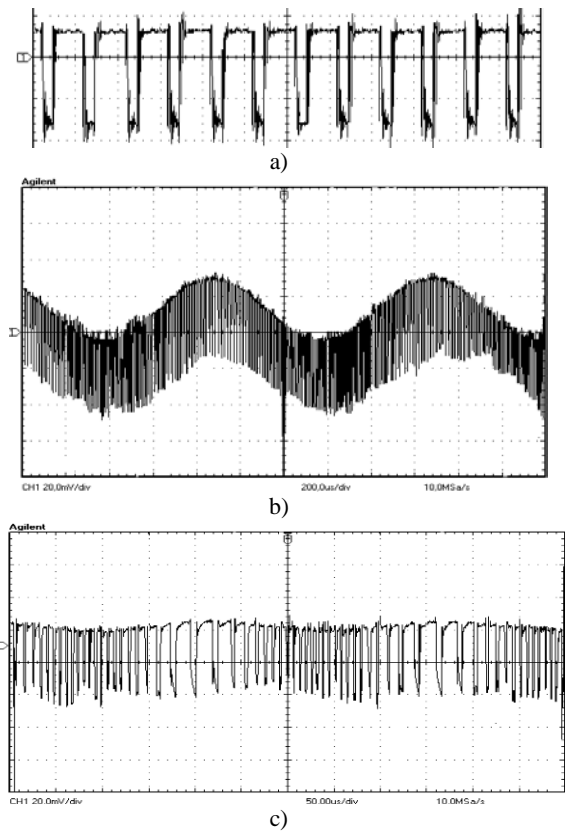 a)
Agilent
CH1 20.0mV/div 200.0us/div 10.0MSa/s
b)
Agilent
CH1 20.0mV/div 50.00us/div 10.0MSa/s
c)